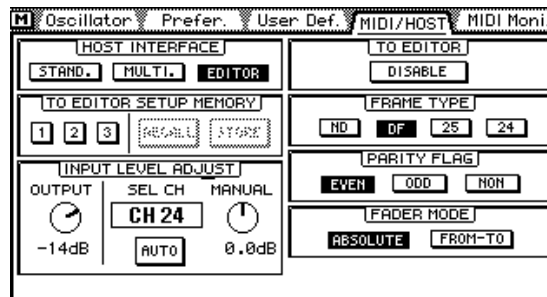 M Oscillator Prefer. User Def. MIDI/HOST MIDI Moni.
HOST INTERFACE
STAND. MULTI. EDITOR
TO EDITOR SETUP MEMORY
1 2 3 RECALL STORE
INPUT LEVEL ADJUST
OUTPUT SEL CH MANUAL
CH 24
-14dB AUTO 0.0dB
TO EDITOR
DISABLE
FRAME TYPE
ND DF 25 24
PARITY FLAG
EVEN ODD NON
FADER MODE
ABSOLUTE FROM-TO